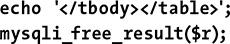 echo '</tbody></table>';
mysqli_free_result($r);